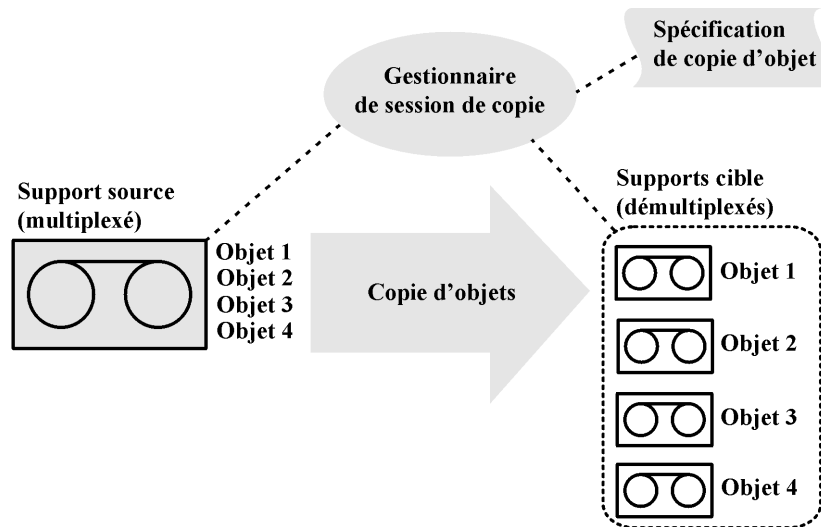 Spécification
de copie d’objet
Gestionnaire
de session de copie
Support source
(multiplexé)
Supports cible
(démultiplexés)
Objet 1
Objet 2
Objet 3
Objet 4
Copie d’objets
Objet 1
Objet 2
Objet 3
Objet 4